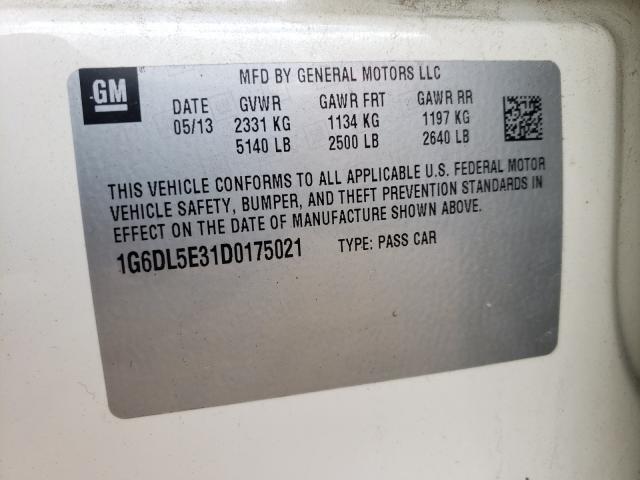 GM
MFD BY GENERAL MOTORS LLC
DATE GVWR GAWR FRT GAWR RR
05/13 2331 KG 1134 KG 1197 KG
5140 LB 2500 LB 2640 LB
THIS VEHICLE CONFORMS TO ALL APPLICABLE U.S. FEDERAL MOTOR
VEHICLE SAFETY, BUMPER, AND THEFT PREVENTION STANDARDS IN
EFFECT ON THE DATE OF MANUFACTURE SHOWN ABOVE.
1G6DL5E31D0175021 TYPE: PASS CAR